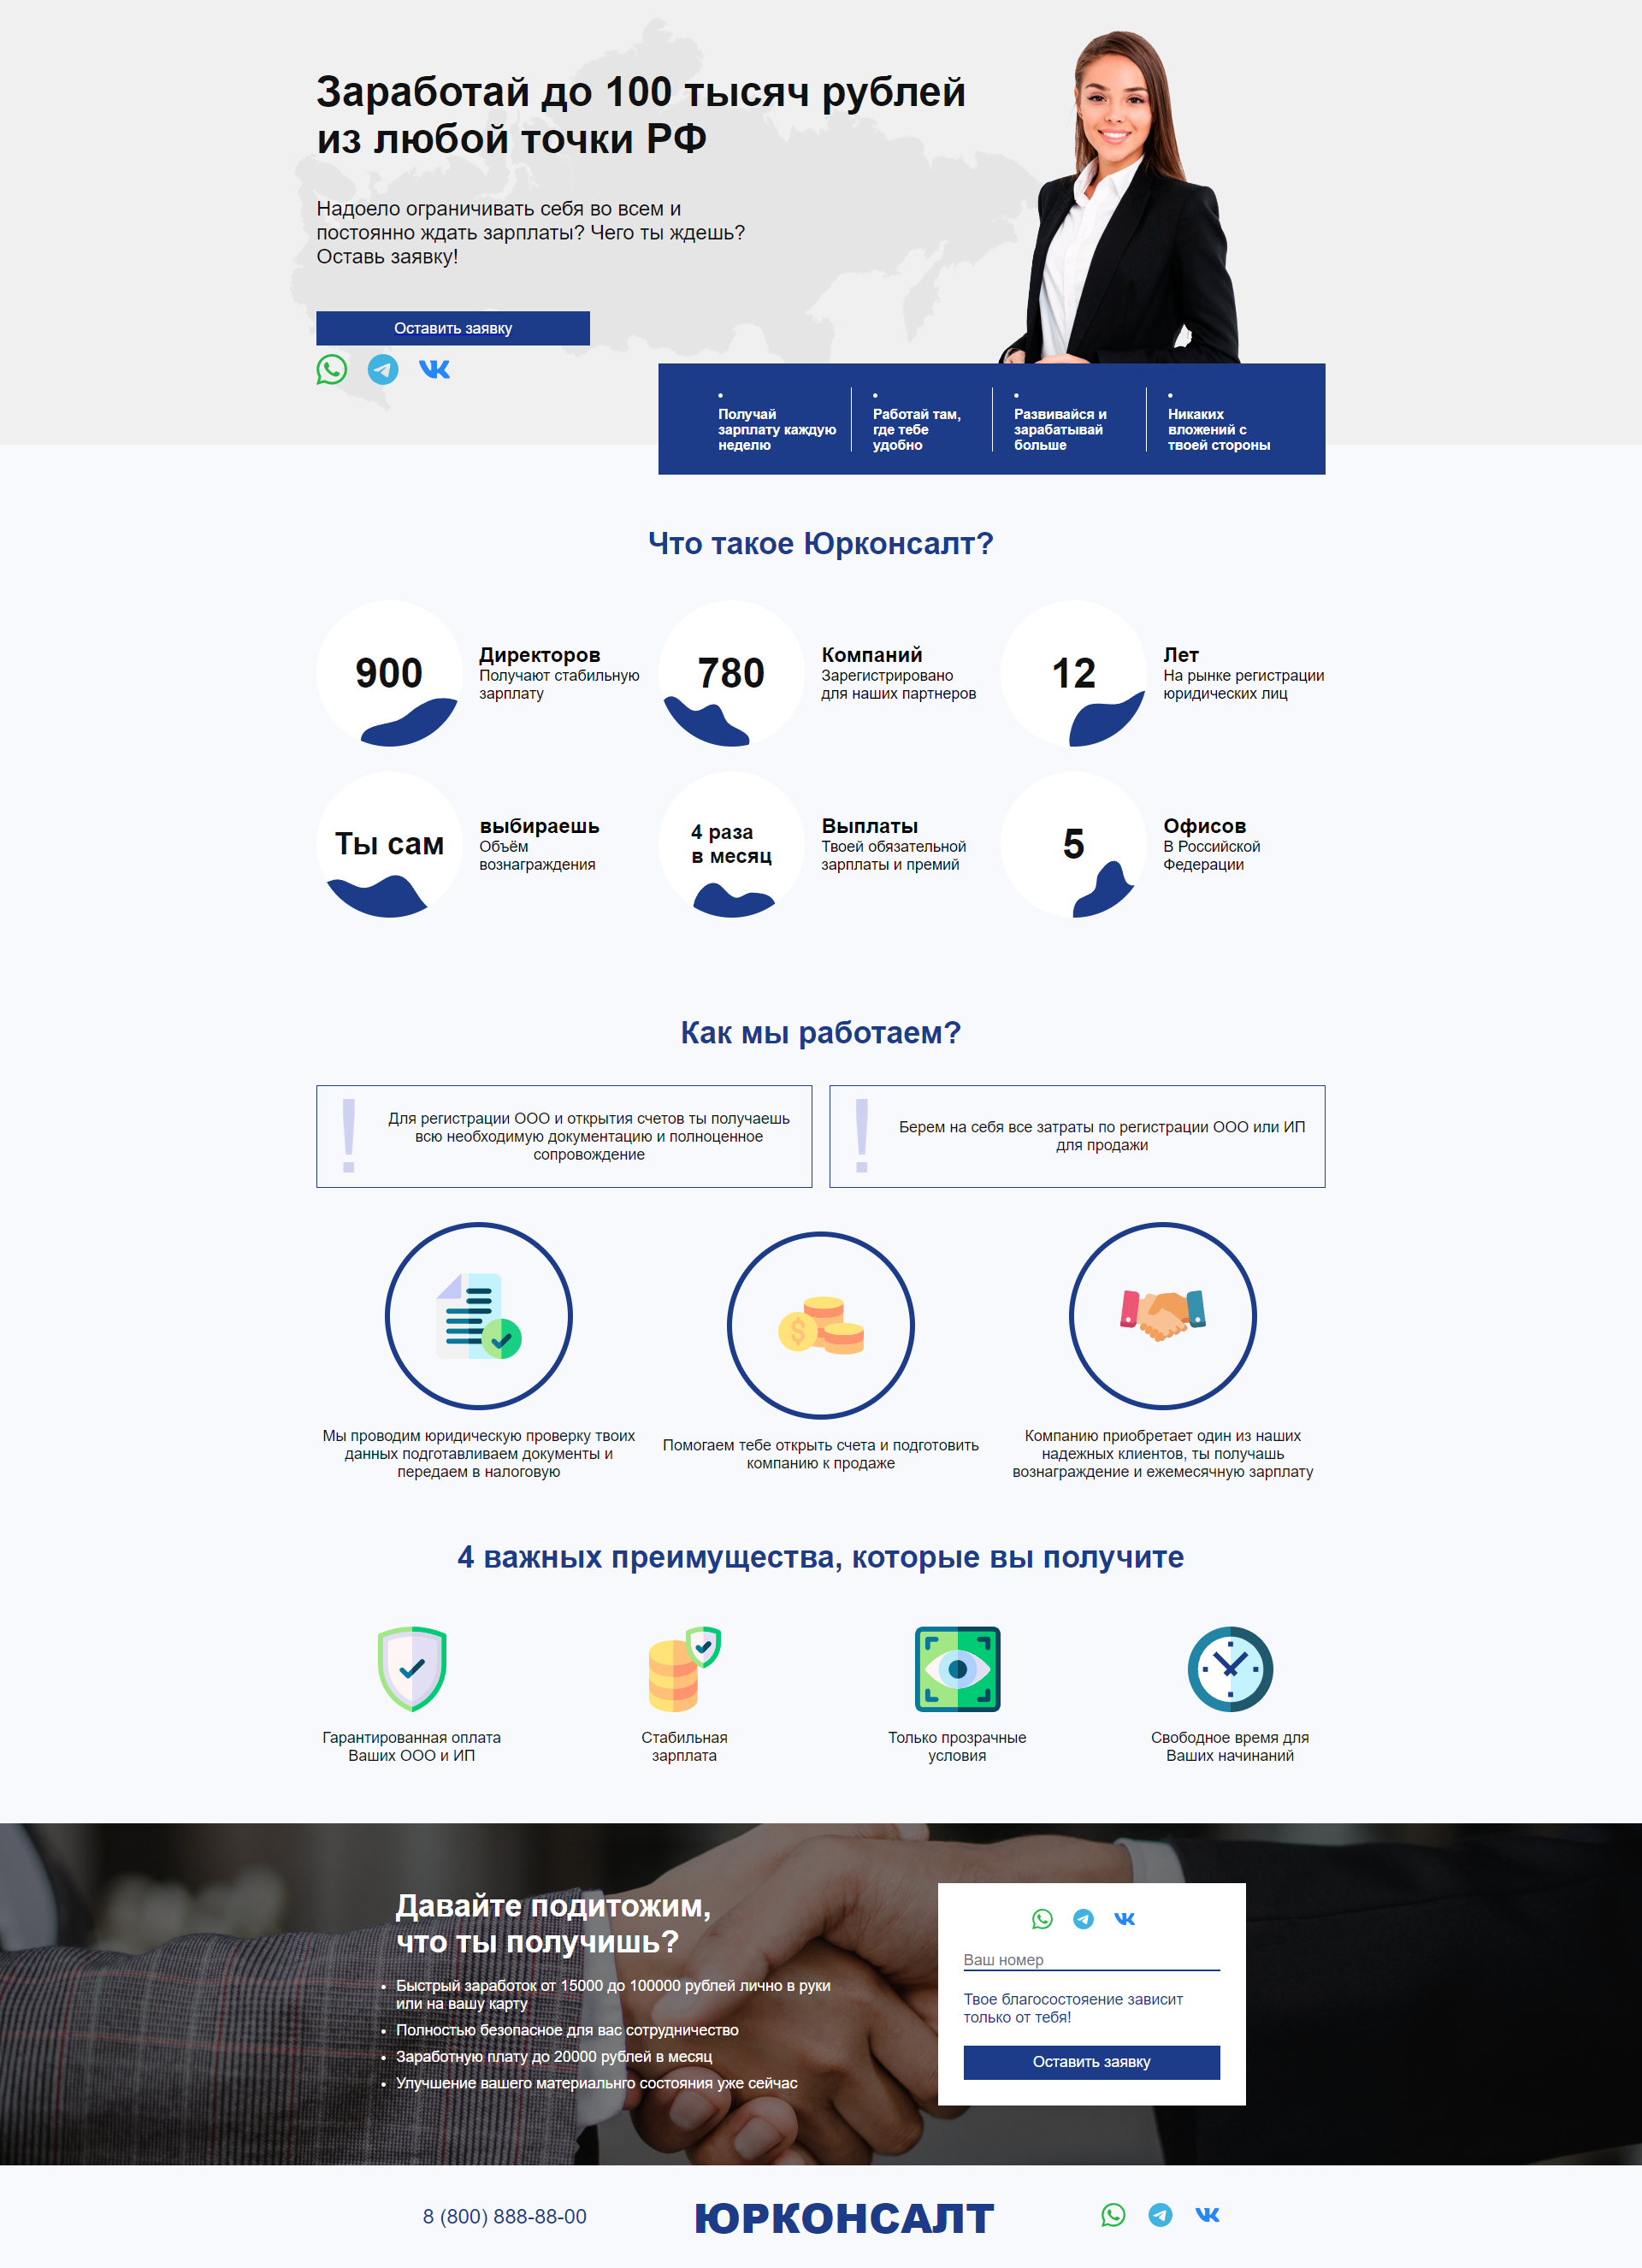 Заработай до 100 тысяч рублей
из любой точки РФ
Надоело ограничивать себя во всем и
постоянно ждать зарплаты? Чего ты ждешь?
Оставь заявку!
Оставить заявку
Получай
зарплату каждую
неделю
Работай там,
где тебе
удобно
Развивайся и
зарабатывай
больше
Никаких
вложений с
твоей стороны
Что такое Юрконсалт?
900
Директоров
Получают стабильную
зарплату
780
Компаний
Зарегистрировано
для наших партнеров
12
Лет
На рынке регистрации
юридических лиц
Ты сам
выбираешь
Объём
вознаграждения
4 раза
в месяц
Выплаты
Твоей обязательной
зарплаты и премий
5
Офисов
В Российской
Федерации
Как мы работаем?
!
Для регистрации ООО и открытия счетов ты получаешь
всю необходимую документацию и полноценное
сопровождение
!
Берем на себя все затраты по регистрации ООО или ИП
для продажи
Мы проводим юридическую проверку твоих
данных подготавливаем документы и
передаем в налоговую
Помогаем тебе открыть счета и подготовить
компанию к продаже
Компанию приобретает один из наших
надежных клиентов, ты получашь
вознаграждение и ежемесячную зарплату
4 важных преимущества, которые вы получите
Гарантированная оплата
Ваших ООО и ИП
Стабильная
зарплата
Только прозрачные
условия
Свободное время для
Ваших начинаний
Давайте подитожим,
что ты получишь?
Быстрый заработок от 15000 до 100000 рублей лично в руки
или на вашу карту
Полностью безопасное для вас сотрудничество
Заработную плату до 20000 рублей в месяц
Улучшение вашего материальнго состояния уже сейчас
Ваш номер
Твое благосостояение зависит
только от тебя!
Оставить заявку
8 (800) 888-88-00
ЮРКОНСАЛТ